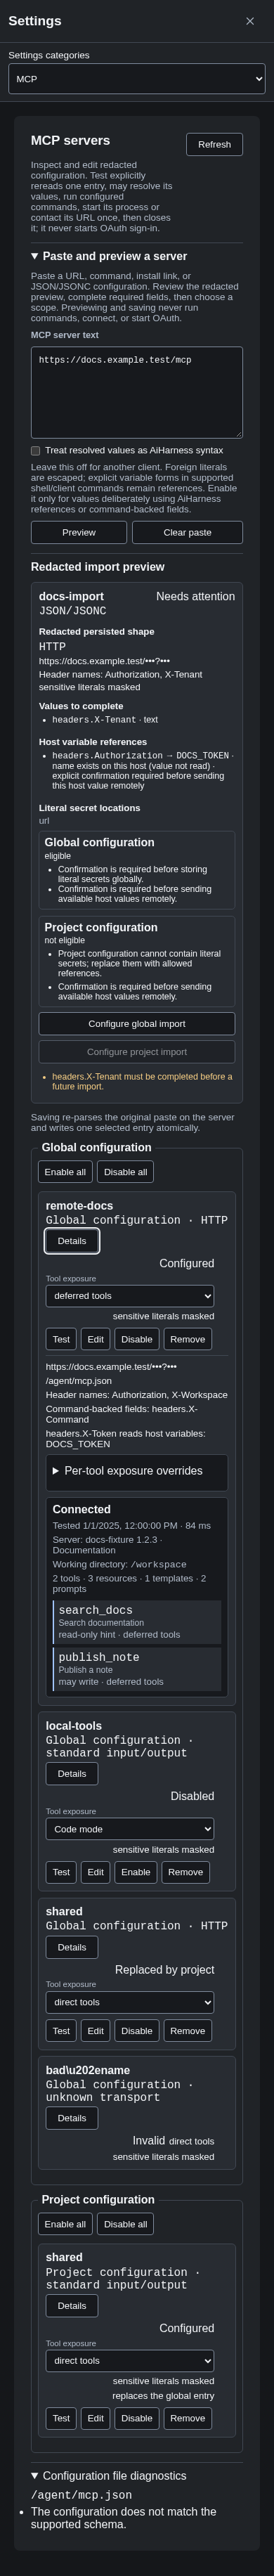 Settings
Settings categories
MCP
MCP servers
Refresh
Inspect and edit redacted
configuration. Test explicitly
rereads one entry, may resolve its
values, run configured
commands, start its process or
contact its URL once, then closes
it; it never starts OAuth sign-in.
▼ Paste and preview a server
Paste a URL, command, install link, or
JSON/JSONC configuration. Review the redacted
preview, complete required fields, then choose a
scope. Previewing and saving never run
commands, connect, or start OAuth.
MCP server text
https://docs.example.test/mcp
Treat resolved values as AiHarness syntax
Leave this off for another client. Foreign literals
are escaped; explicit variable forms in supported
shell/client contexts remain references. Enable
it only for values deliberately using AiHarness
references or command-backed fields.
Preview
Clear paste
Redacted import preview
docs-import
Needs attention
JSON/JSONC
Redacted persisted shape
HTTP
https://docs.example.test/•••?•••
Header names: Authorization, X-Tenant
sensitive literals masked
Values to complete
• headers.X-Tenant · text
Host variable references
• headers.Authorization → DOCS_TOKEN ·
name exists on this host (value not read) ·
explicit confirmation required before sending
this host value remotely
Literal secret locations
url
Global configuration
eligible
• Confirmation is required before storing
literal secrets globally.
• Confirmation is required before sending
available host values remotely.
Project configuration
not eligible
• Project configuration cannot contain literal
secrets; replace them with allowed
references.
• Confirmation is required before sending
available host values remotely.
Configure global import
Configure project import
• headers.X-Tenant must be completed before a
future import.
Saving re-parses the original paste on the server
and writes one selected entry atomically.
Global configuration
Enable all
Disable all
remote-docs
Global configuration · HTTP
Details
Configured
Tool exposure
deferred tools
sensitive literals masked
Test
Edit
Disable
Remove
https://docs.example.test/•••?•••
/agent/mcp.json
Header names: Authorization, X-Workspace
Command-backed fields: headers.X-
Command
headers.X-Token reads host variables:
DOCS_TOKEN
▶ Per-tool exposure overrides
Connected
Tested 1/1/2025, 12:00:00 PM · 84 ms
Server: docs-fixture 1.2.3 ·
Documentation
Working directory: /workspace
2 tools · 3 resources · 1 templates · 2
prompts
search_docs
Search documentation
read-only hint · deferred tools
publish_note
Publish a note
may write · deferred tools
local-tools
Global configuration ·
standard input/output
Details
Disabled
Tool exposure
Code mode
sensitive literals masked
Test
Edit
Enable
Remove
shared
Global configuration · HTTP
Details
Replaced by project
Tool exposure
direct tools
Test
Edit
Disable
Remove
bad\u202ename
Global configuration ·
unknown transport
Details
Invalid direct tools
sensitive literals masked
Project configuration
Enable all
Disable all
shared
Project configuration ·
standard input/output
Details
Configured
Tool exposure
direct tools
sensitive literals masked
replaces the global entry
Test
Edit
Disable
Remove
▼ Configuration file diagnostics
/agent/mcp.json
• The configuration does not match the
supported schema.